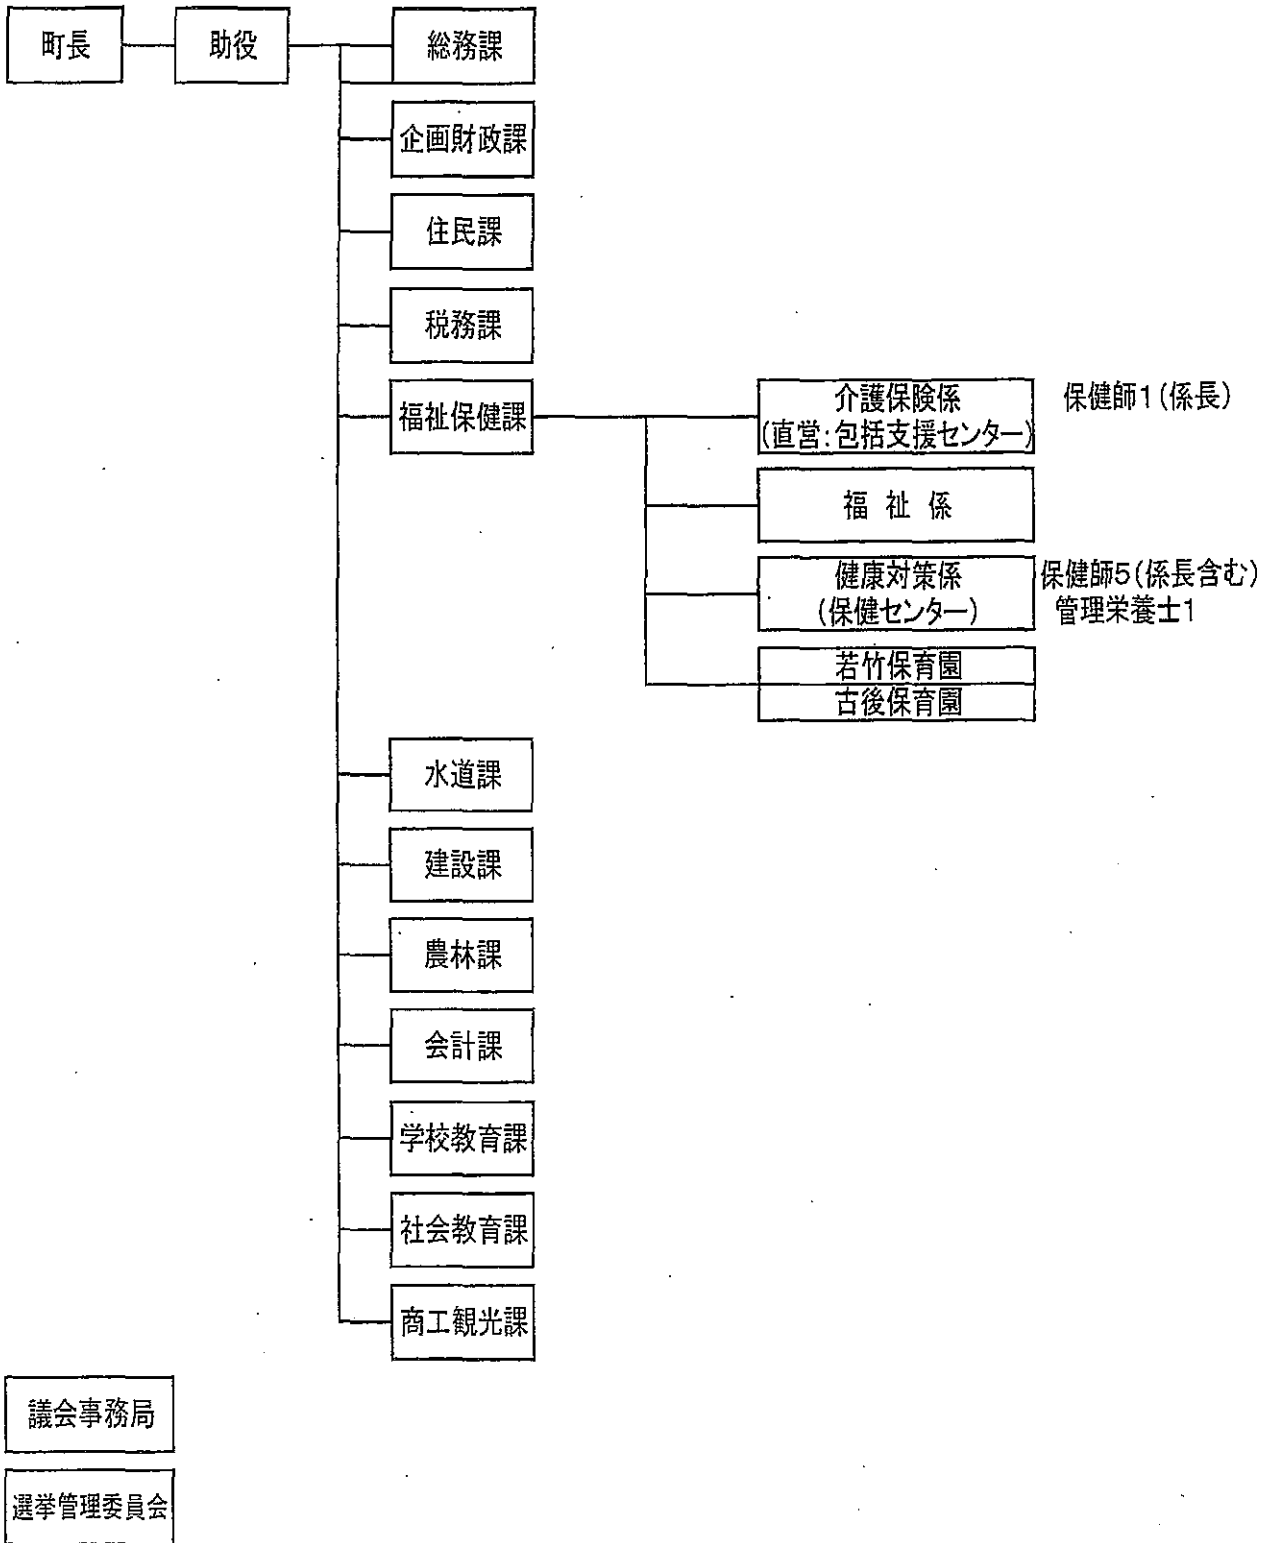 町長
助役
総務課
企画財政課
住民課
税務課
福祉保健課
介護保険係
(直営:包括支援センター)
保健師1(係長)
福祉係
健康対策係
(保健センター)
保健師5(係長含む)
管理栄養士1
若竹保育園
古後保育園
水道課
建設課
農林課
会計課
学校教育課
社会教育課
商工観光課
議会事務局
選挙管理委員会